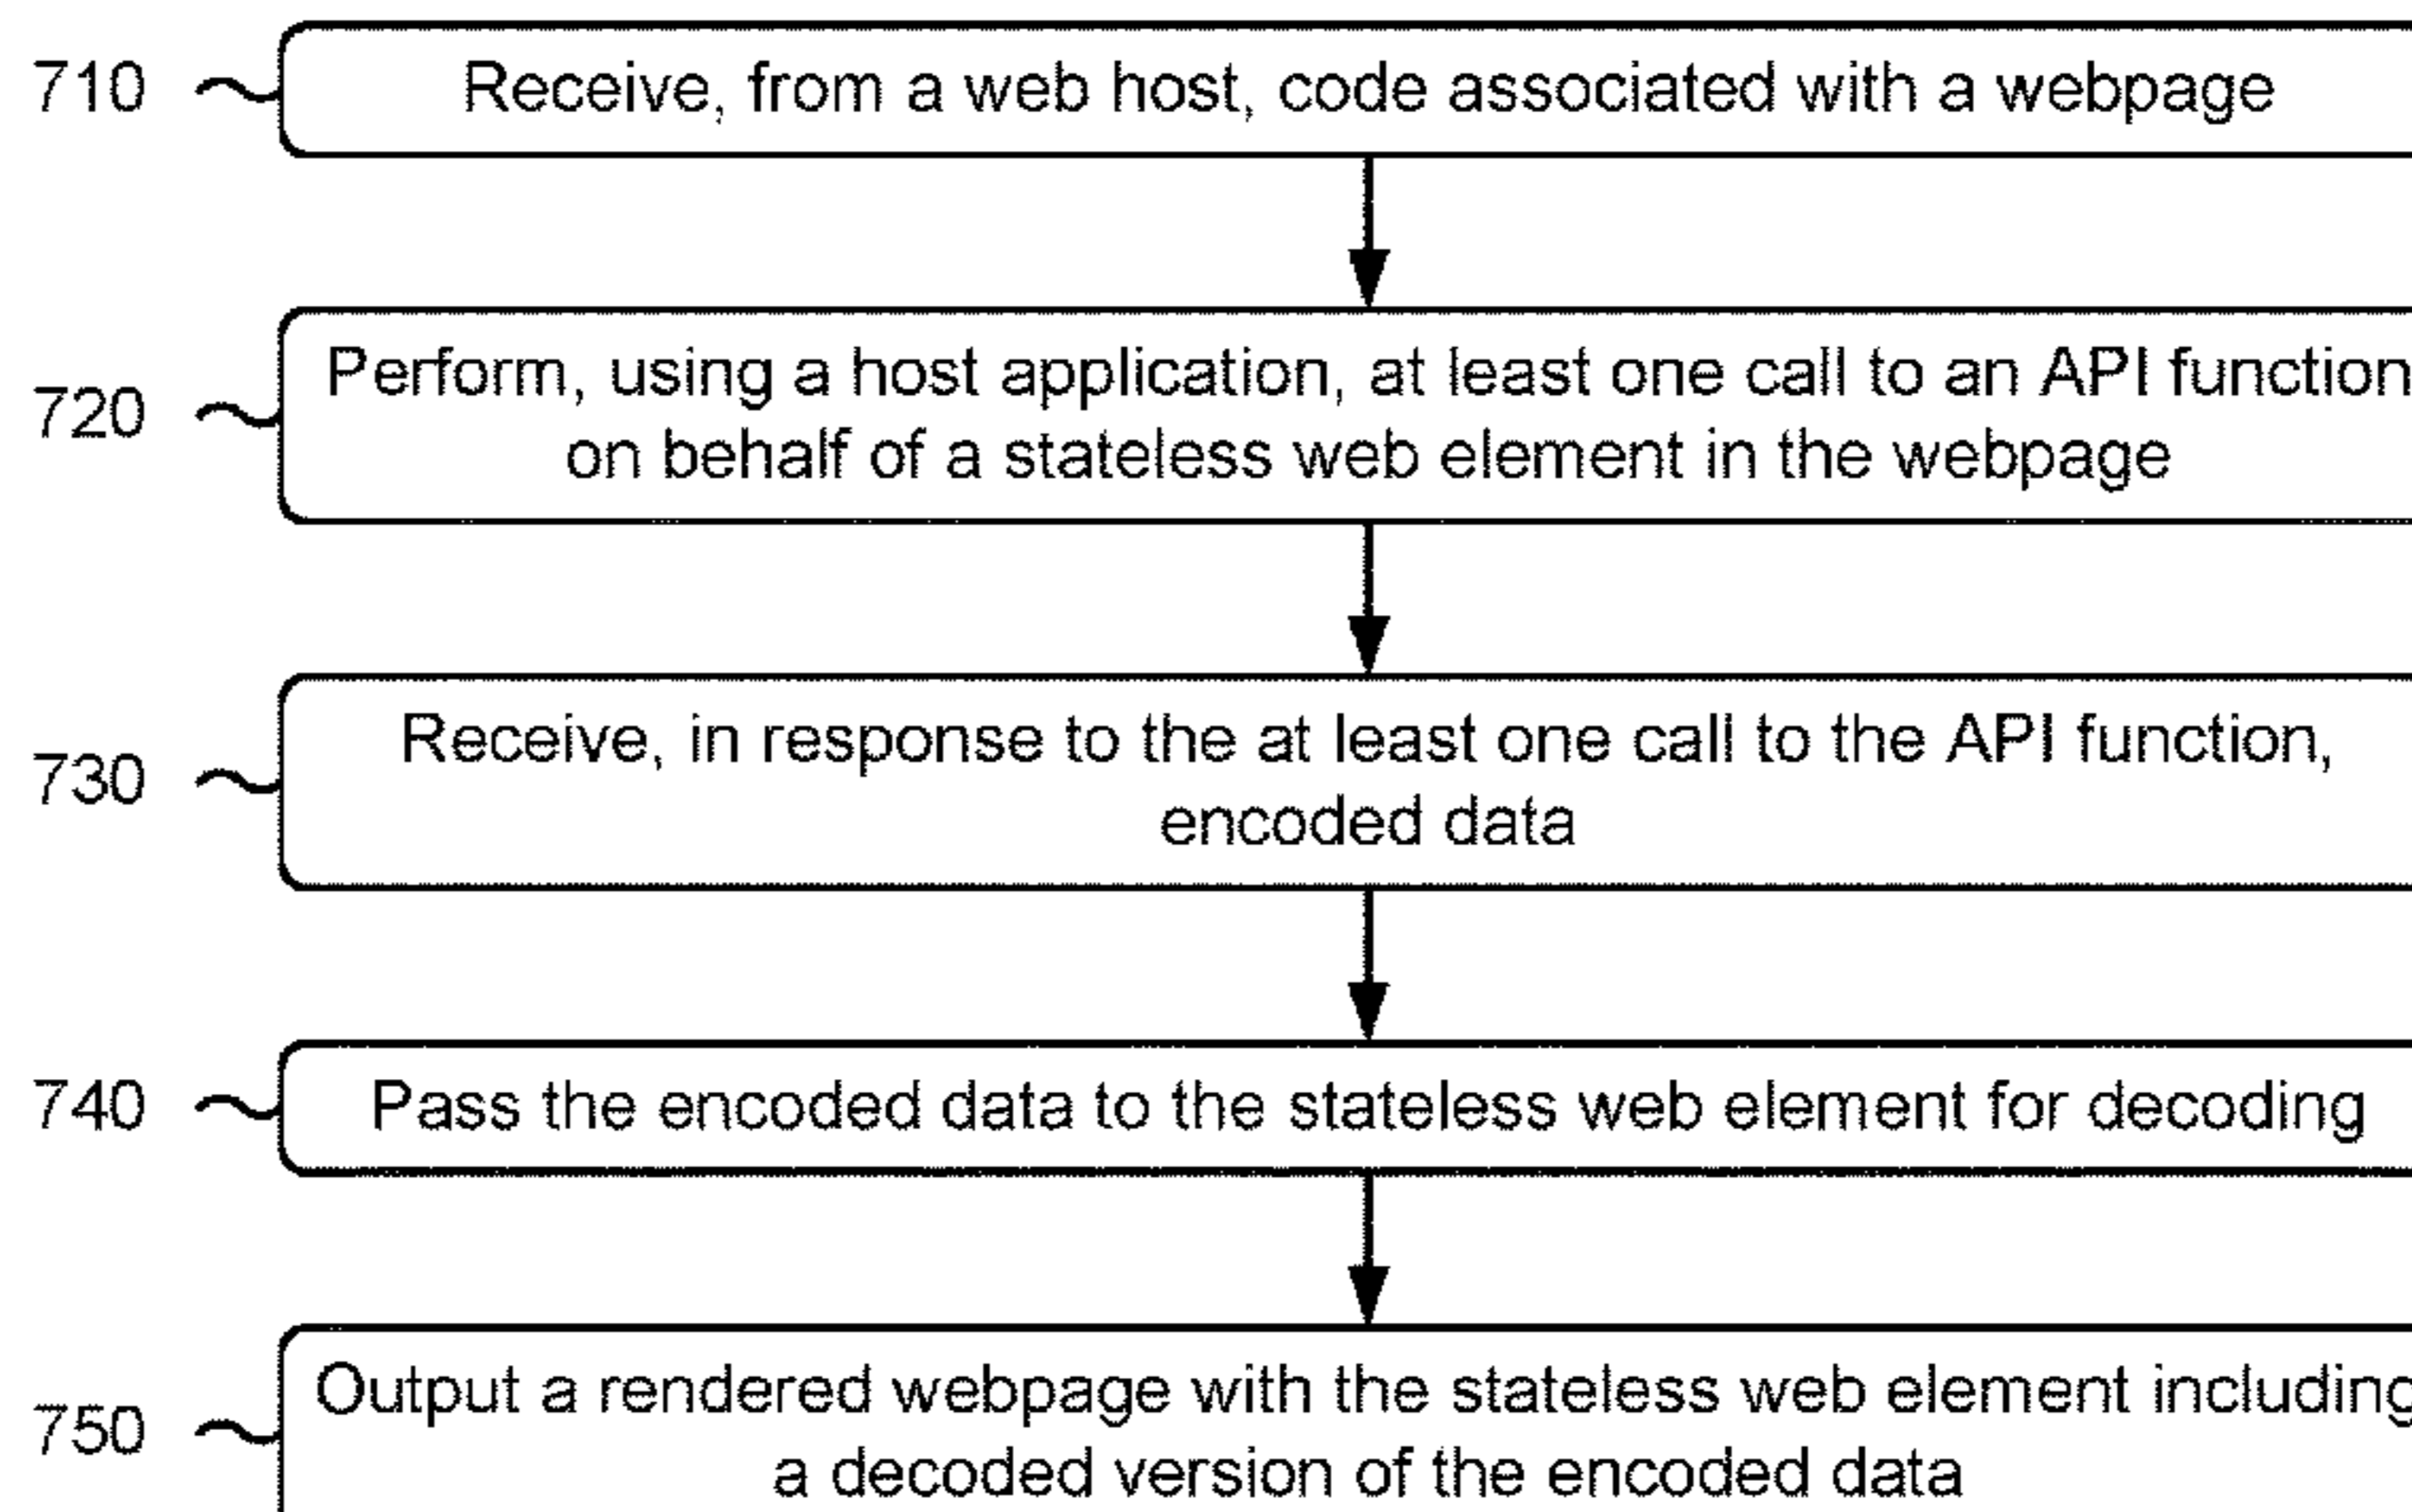 710 Receive, from a web host, code associated with a webpage
720 Perform, using a host application, at least one call to an API function
on behalf of a stateless web element in the webpage
730 Receive, in response to the at least one call to the API function,
encoded data
740 Pass the encoded data to the stateless web element for decoding
750 Output a rendered webpage with the stateless web element including
a decoded version of the encoded data